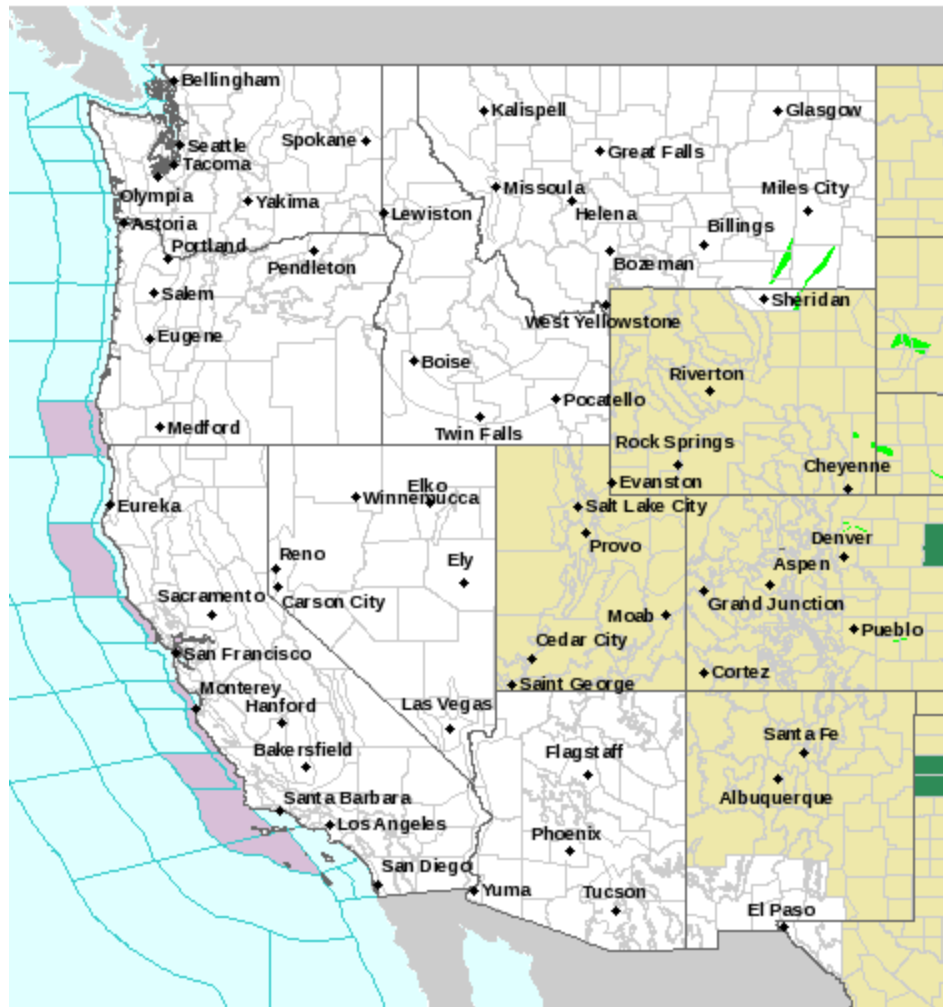 Bellingham
Kalispell
Glasgow
Spokane
Seattle
Great Falls
Tacoma
Missoula
Miles City
Olympia
Yakima
Helena
Lewiston
Astoria
Billings
Portland
Pendleton
Bozeman
Salem
Sheridan
West Yellowstone
Eugene
Boise
Riverton
Pocatello
Medford
Twin Falls
Rock Springs
Cheyenne
Elko
Evanston
Winnemucca
Eureka
Salt Lake City
Denver
Provo
Reno
Ely
Aspen
Sacramento
Carson City
Grand Junction
Moab
Pueblo
Cedar City
San Francisco
Cortez
Saint George
Monterey
Hanford
Las Vegas
Santa Fe
Bakersfield
Flagstaff
Santa Barbara
Albuquerque
Los Angeles
Phoenix
San Diego
Yuma
Tucson
El Paso